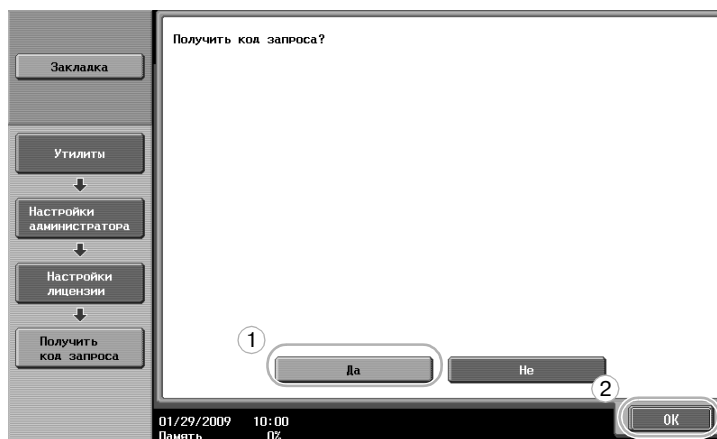 Получить код запроса?
Закладка
Утилиты
Настройки
администратора
Настройки
лицензии
Получить
код запроса
1
Да
Не
2
OK
01/29/2009 10:00
Память 0%